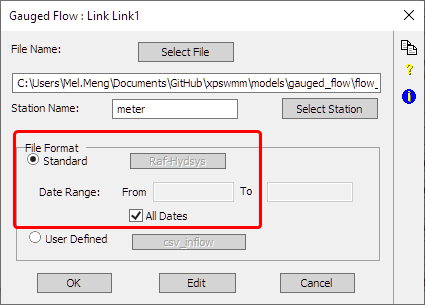 Gauged Flow : Link Link1
File Name: Select File
C:\Users\Mel.Meng\Documents\GitHub\xpswmm\models\gauged_flow\flow_
Station Name: meter Select Station
File Format
Standard Raf-Hydsys
Date Range: From To
All Dates
User Defined csv_inflow
OK Edit Cancel